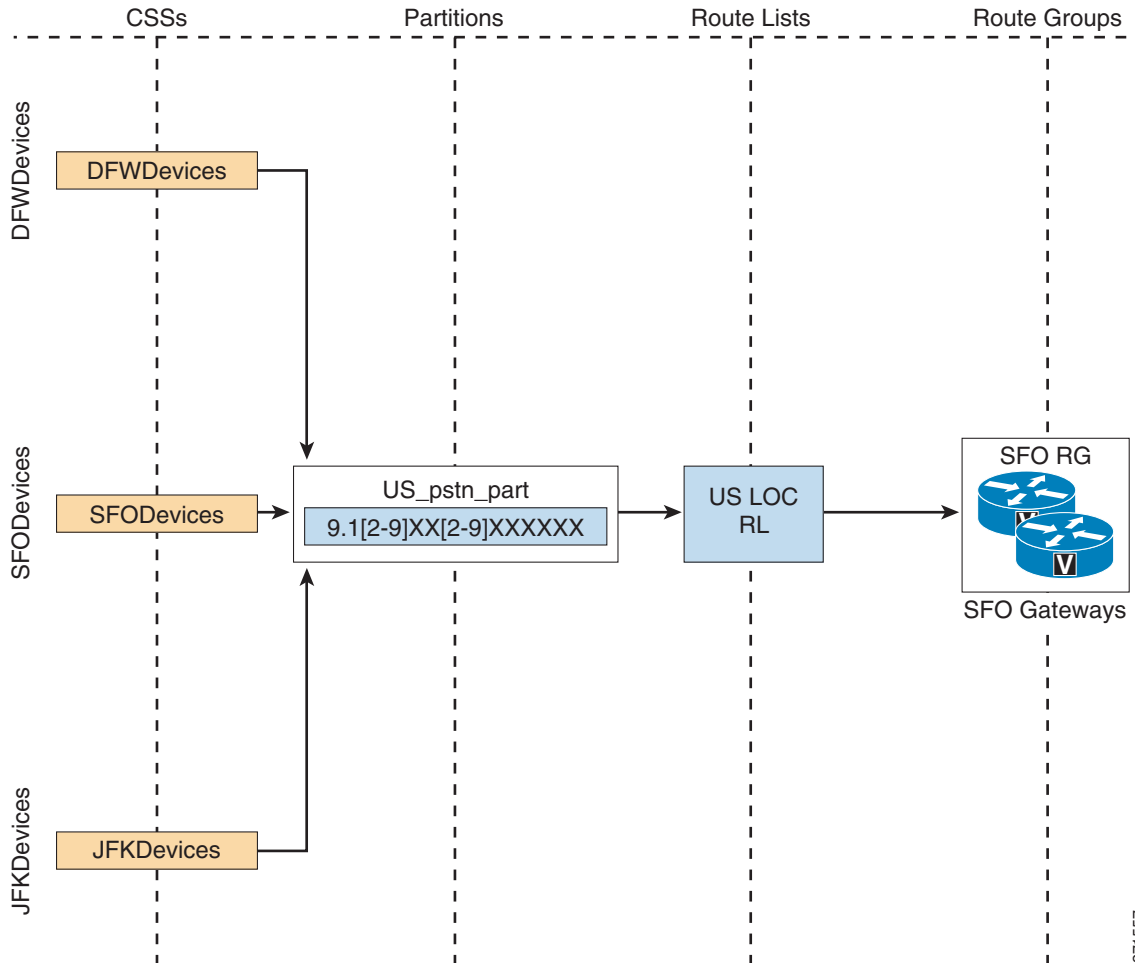 CSSs
Partitions
Route Lists
Route Groups
DFWDevices
DFWDevices
SFODevices
SFODevices
US_pstn_part
9.1[2-9]XX[2-9]XXXXXX
US LOC
RL
SFO RG
V
V
SFO Gateways
JFKDevices
JFKDevices